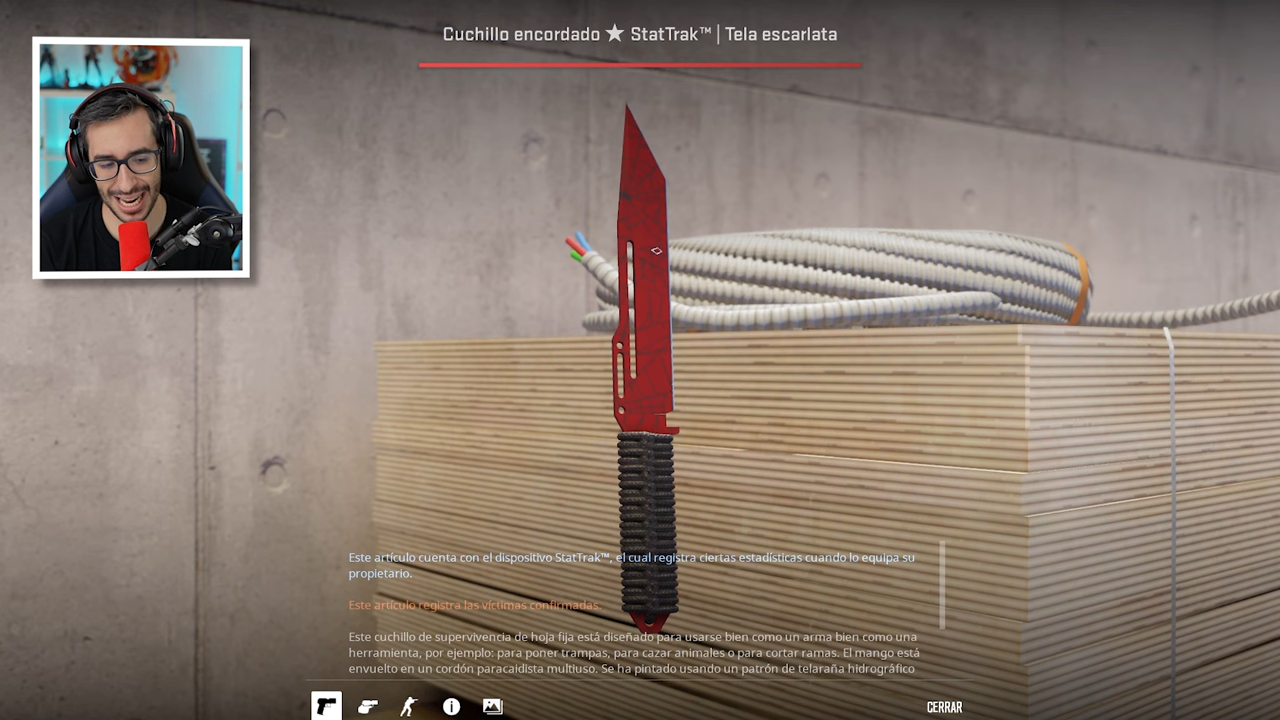 Cuchillo encordado ★ StatTrak™ | Tela escarlata
Este artículo cuenta con el dispositivo StatTrak™, el cual registra ciertas estadísticas cuando lo equipa su
propietario.
Este artículo registra las víctimas confirmadas.
Este cuchillo de supervivencia de hoja fija está diseñado para usarse bien como un arma bien como una
herramienta, por ejemplo: para poner trampas, para cazar animales o para cortar ramas. El mango está
envuelto en un cordón paracaidista multiuso. Se ha pintado usando un patrón de telaraña hidrográfico
CERRAR